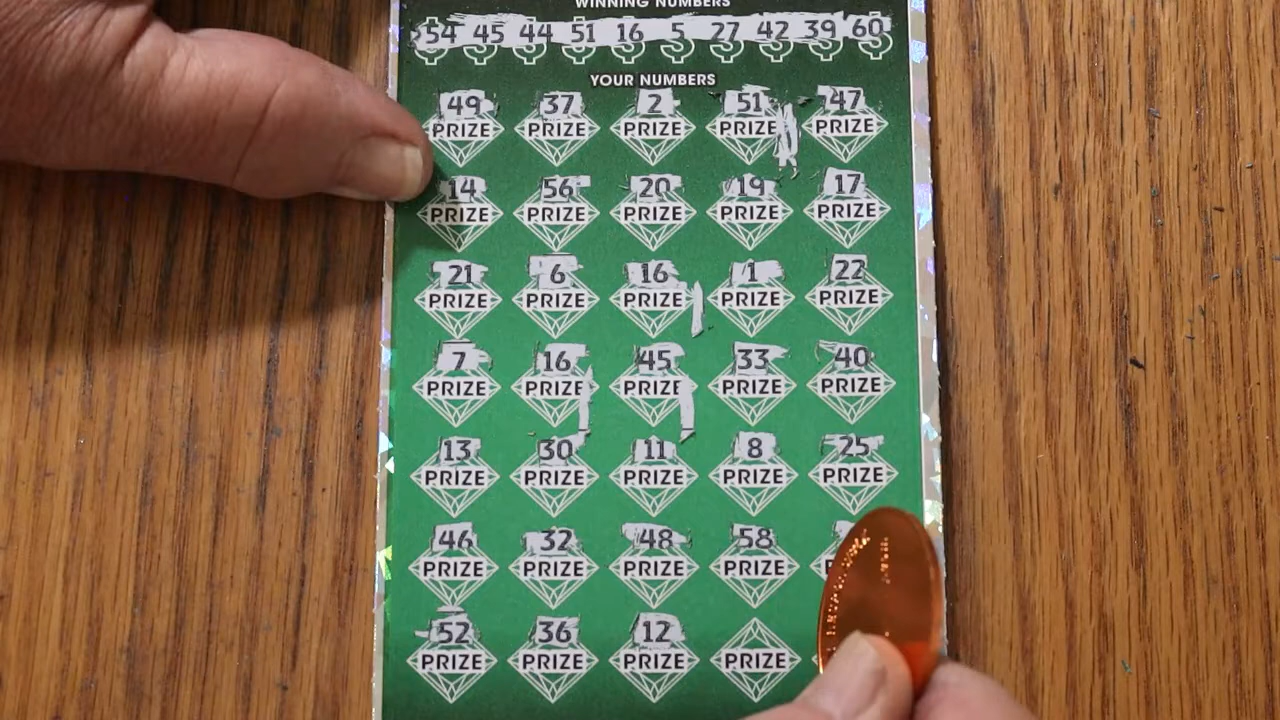 WINNING NUMBERS
54 45 44 51 16 5 27 42 39 60
YOUR NUMBERS
49 37 2 51 47
PRIZE PRIZE PRIZE PRIZE PRIZE
14 56 20 19 17
PRIZE PRIZE PRIZE PRIZE PRIZE
21 6 16 1 22
PRIZE PRIZE PRIZE PRIZE PRIZE
7 16 45 33 40
PRIZE PRIZE PRIZE PRIZE PRIZE
13 30 11 8 25
PRIZE PRIZE PRIZE PRIZE PRIZE
46 32 48 58
PRIZE PRIZE PRIZE PRIZE
52 36 12
PRIZE PRIZE PRIZE PRIZE